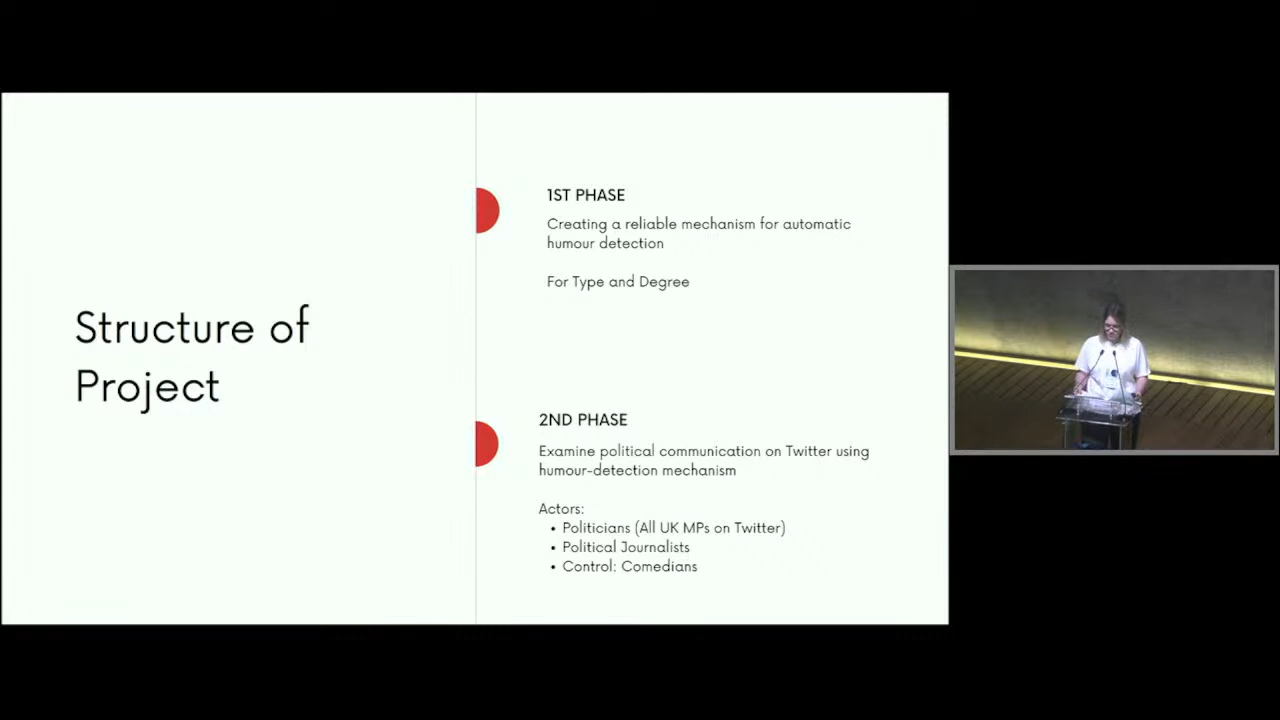 Structure of
Project
1ST PHASE
Creating a reliable mechanism for automatic
humour detection
For Type and Degree
2ND PHASE
Examine political communication on Twitter using
humour-detection mechanism
Actors:
• Politicians (All UK MPs on Twitter)
• Political Journalists
• Control: Comedians